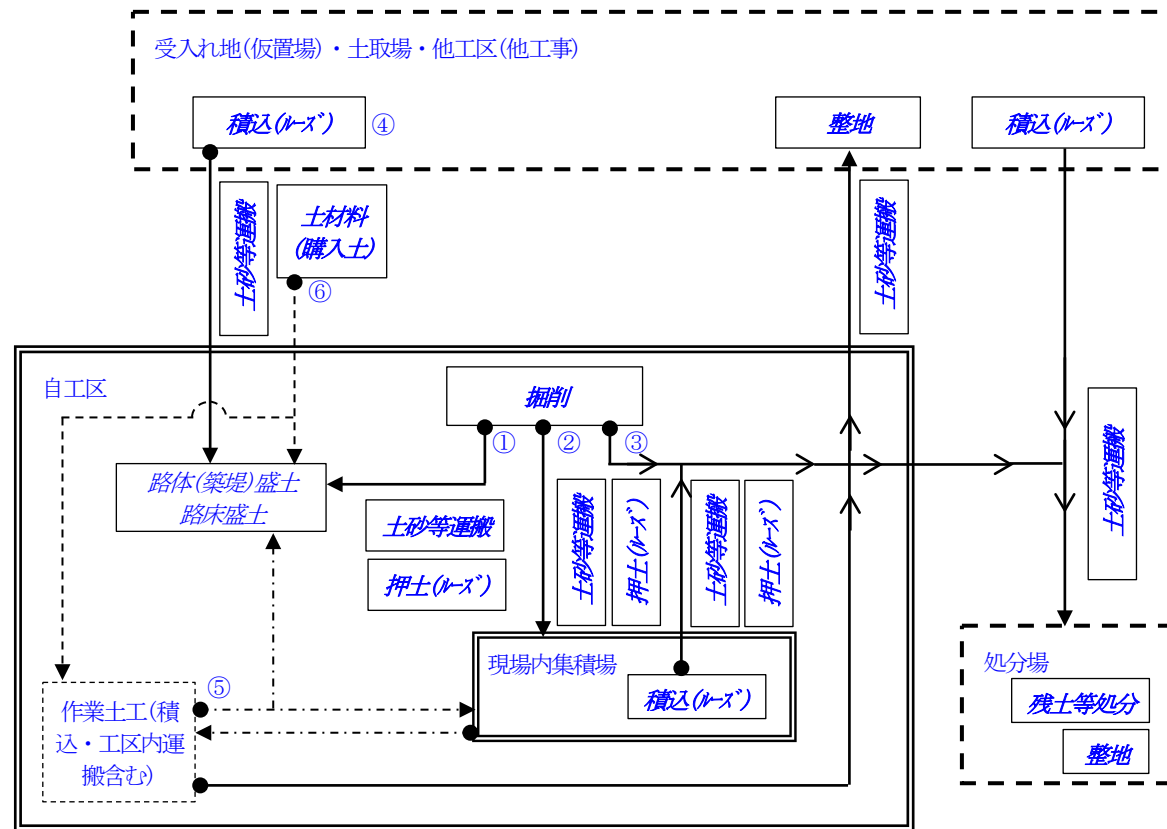 受入れ地(仮置場)・土取場・他工区(他工事)
積込(ﾙｰｽﾞ)
④
整地
積込(ﾙｰｽﾞ)
土砂等運搬
土材料
(購入土)
⑥
土砂等運搬
自工区
掘削
①
②
③
路体(築堤)盛土
路床盛土
土砂等運搬
押土(ﾙｰｽﾞ)
土砂等運搬
押土(ﾙｰｽﾞ)
土砂等運搬
押土(ﾙｰｽﾞ)
土砂等運搬
現場内集積場
積込(ﾙｰｽﾞ)
⑤
作業土工(積
込・工区内運
搬含む)
処分場
残土等処分
整地